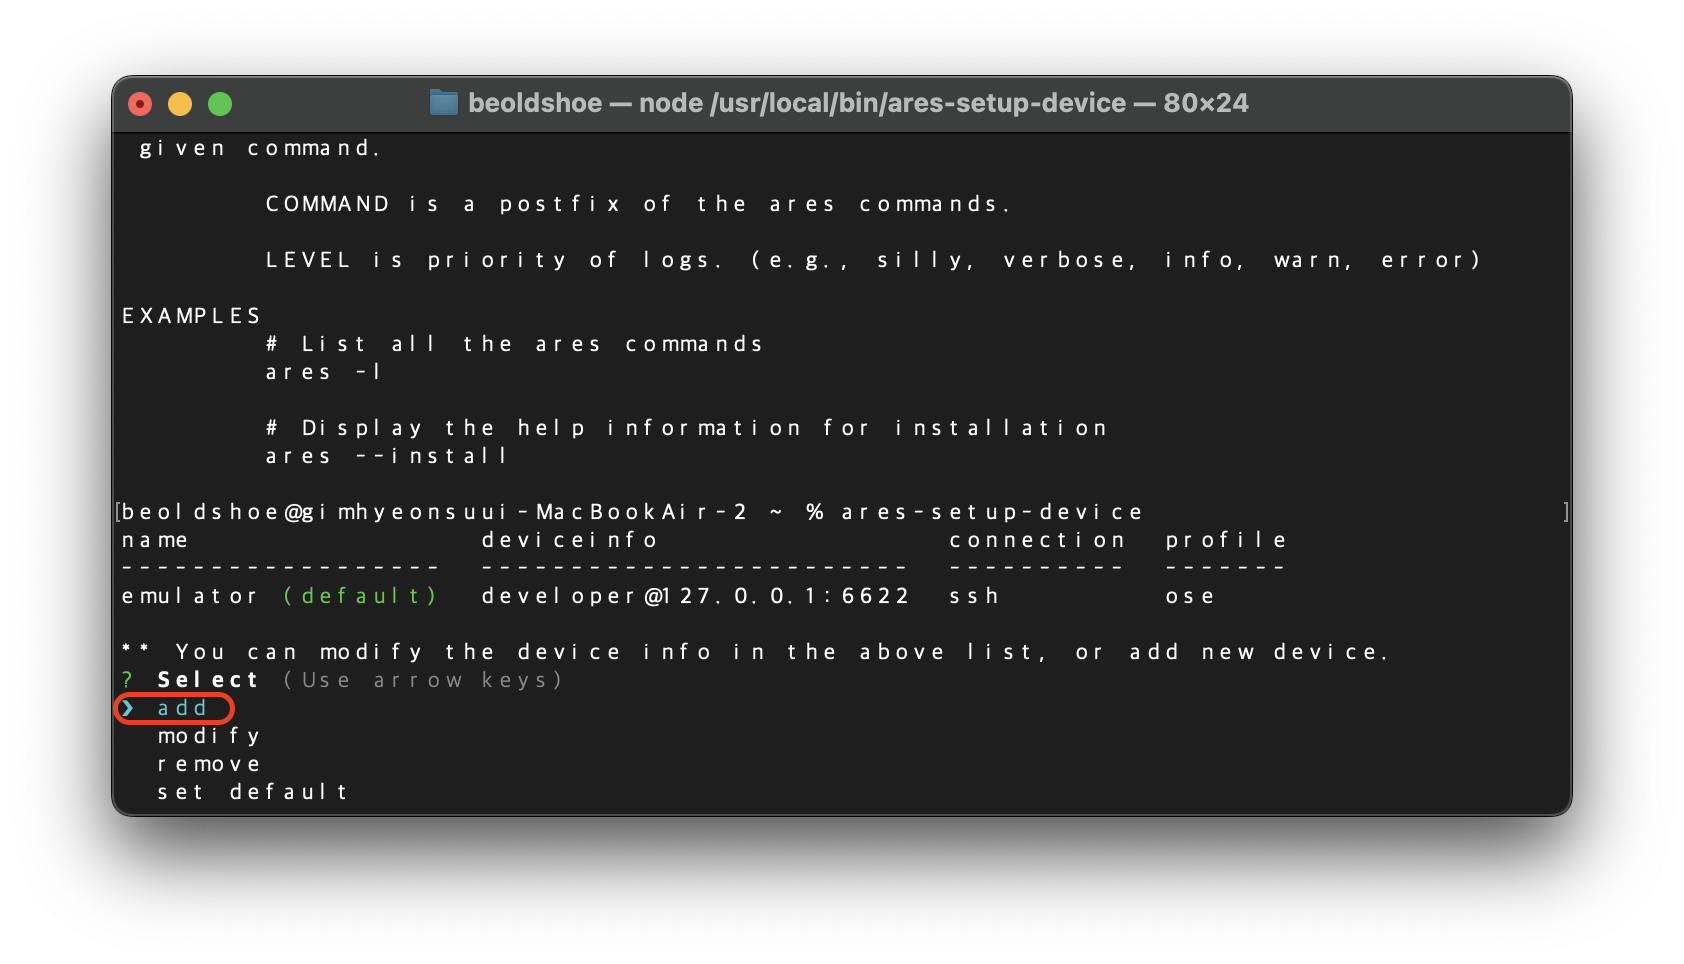 beoldshoe — node /usr/local/bin/ares-setup-device — 80×24
given command.
COMMAND is a postfix of the ares commands.
LEVEL is priority of logs. (e.g., silly, verbose, info, warn, error)
EXAMPLES
# List all the ares commands
ares -l
# Display the help information for installation
ares --install
[beoldshoe@gimhyeonsuui-MacBookAir-2 ~ % ares-setup-device ]
name deviceinfo connection profile
------------------ ------------------------ ---------- -------
emulator (default) developer@127.0.0.1:6622 ssh ose
** You can modify the device info in the above list, or add new device.
? Select (Use arrow keys)
❯ add
modify
remove
set default